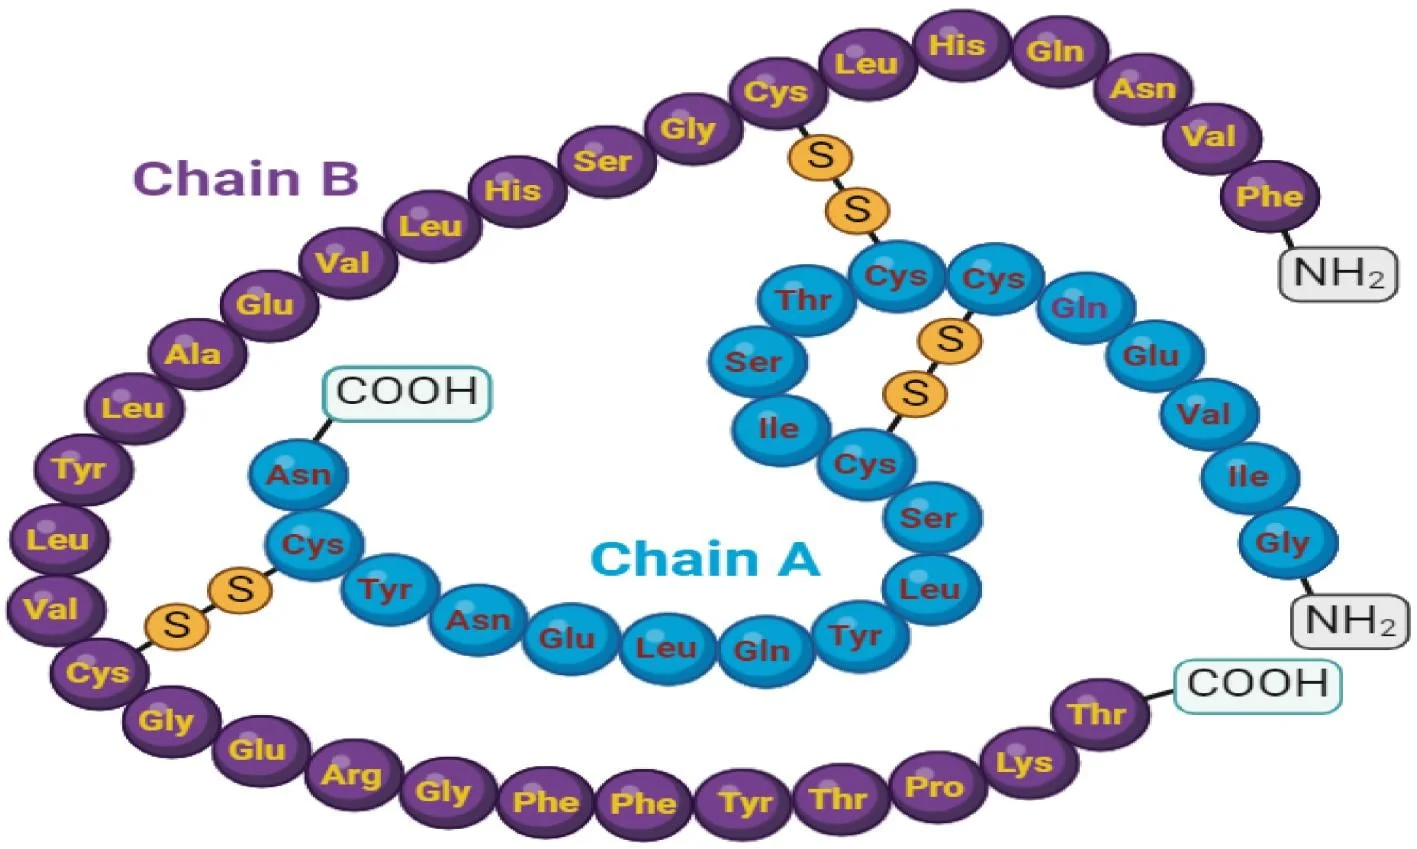 Chain B
Phe
Val
Asn
Gln
His
Leu
Cys
Gly
Ser
His
Leu
Val
Glu
Ala
Leu
Tyr
Leu
Val
Cys
Gly
Glu
Arg
Gly
Phe
Phe
Tyr
Thr
Pro
Lys
Thr
NH₂
COOH
S
S
S
S
S
S
Chain A
NH₂
Gly
Ile
Val
Glu
Gln
Cys
Cys
Thr
Ser
Ile
Cys
Ser
Leu
Tyr
Gln
Leu
Glu
Asn
Tyr
Cys
Asn
COOH